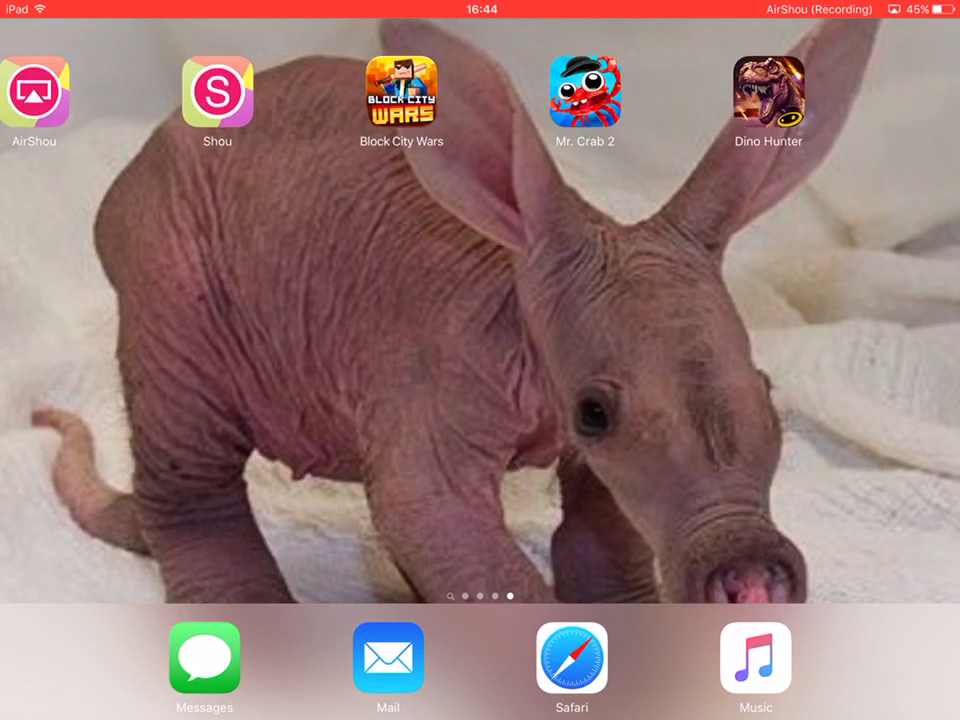 iPad 16:44 AirShou (Recording) 45%
S
BLOCK CITY
WARS
AirShou Shou Block City Wars Mr. Crab 2 Dino Hunter
Messages Mail Safari Music